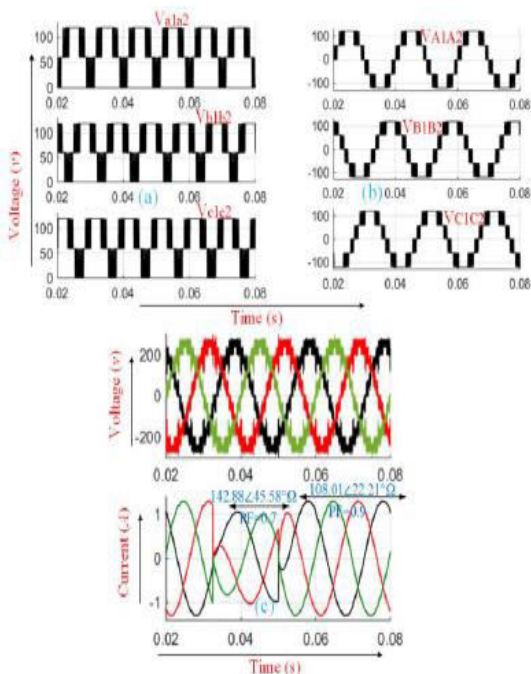 Va1a2
100
50
0
0.02 0.04 0.06 0.08
Vb1b2
100
50
0
(a)
0.02 0.04 0.06 0.08
Vc1c2
100
50
0
0.02 0.04 0.06 0.08
Voltage (v)
VA1A2
100
0
-100
0.02 0.04 0.06 0.08
VB1B2
100
0
-100
(b)
0.02 0.04 0.06 0.08
VC1C2
100
0
-100
0.02 0.04 0.06 0.08
Time (s)
Voltage (v)
200
0
-200
0.02 0.04 0.06 0.08
142.88∠45.58°Ω
PF=0.7
108.01∠22.21°Ω
PF=0.9
Current (A)
1
0
-1
(c)
0.02 0.04 0.06 0.08
Time (s)